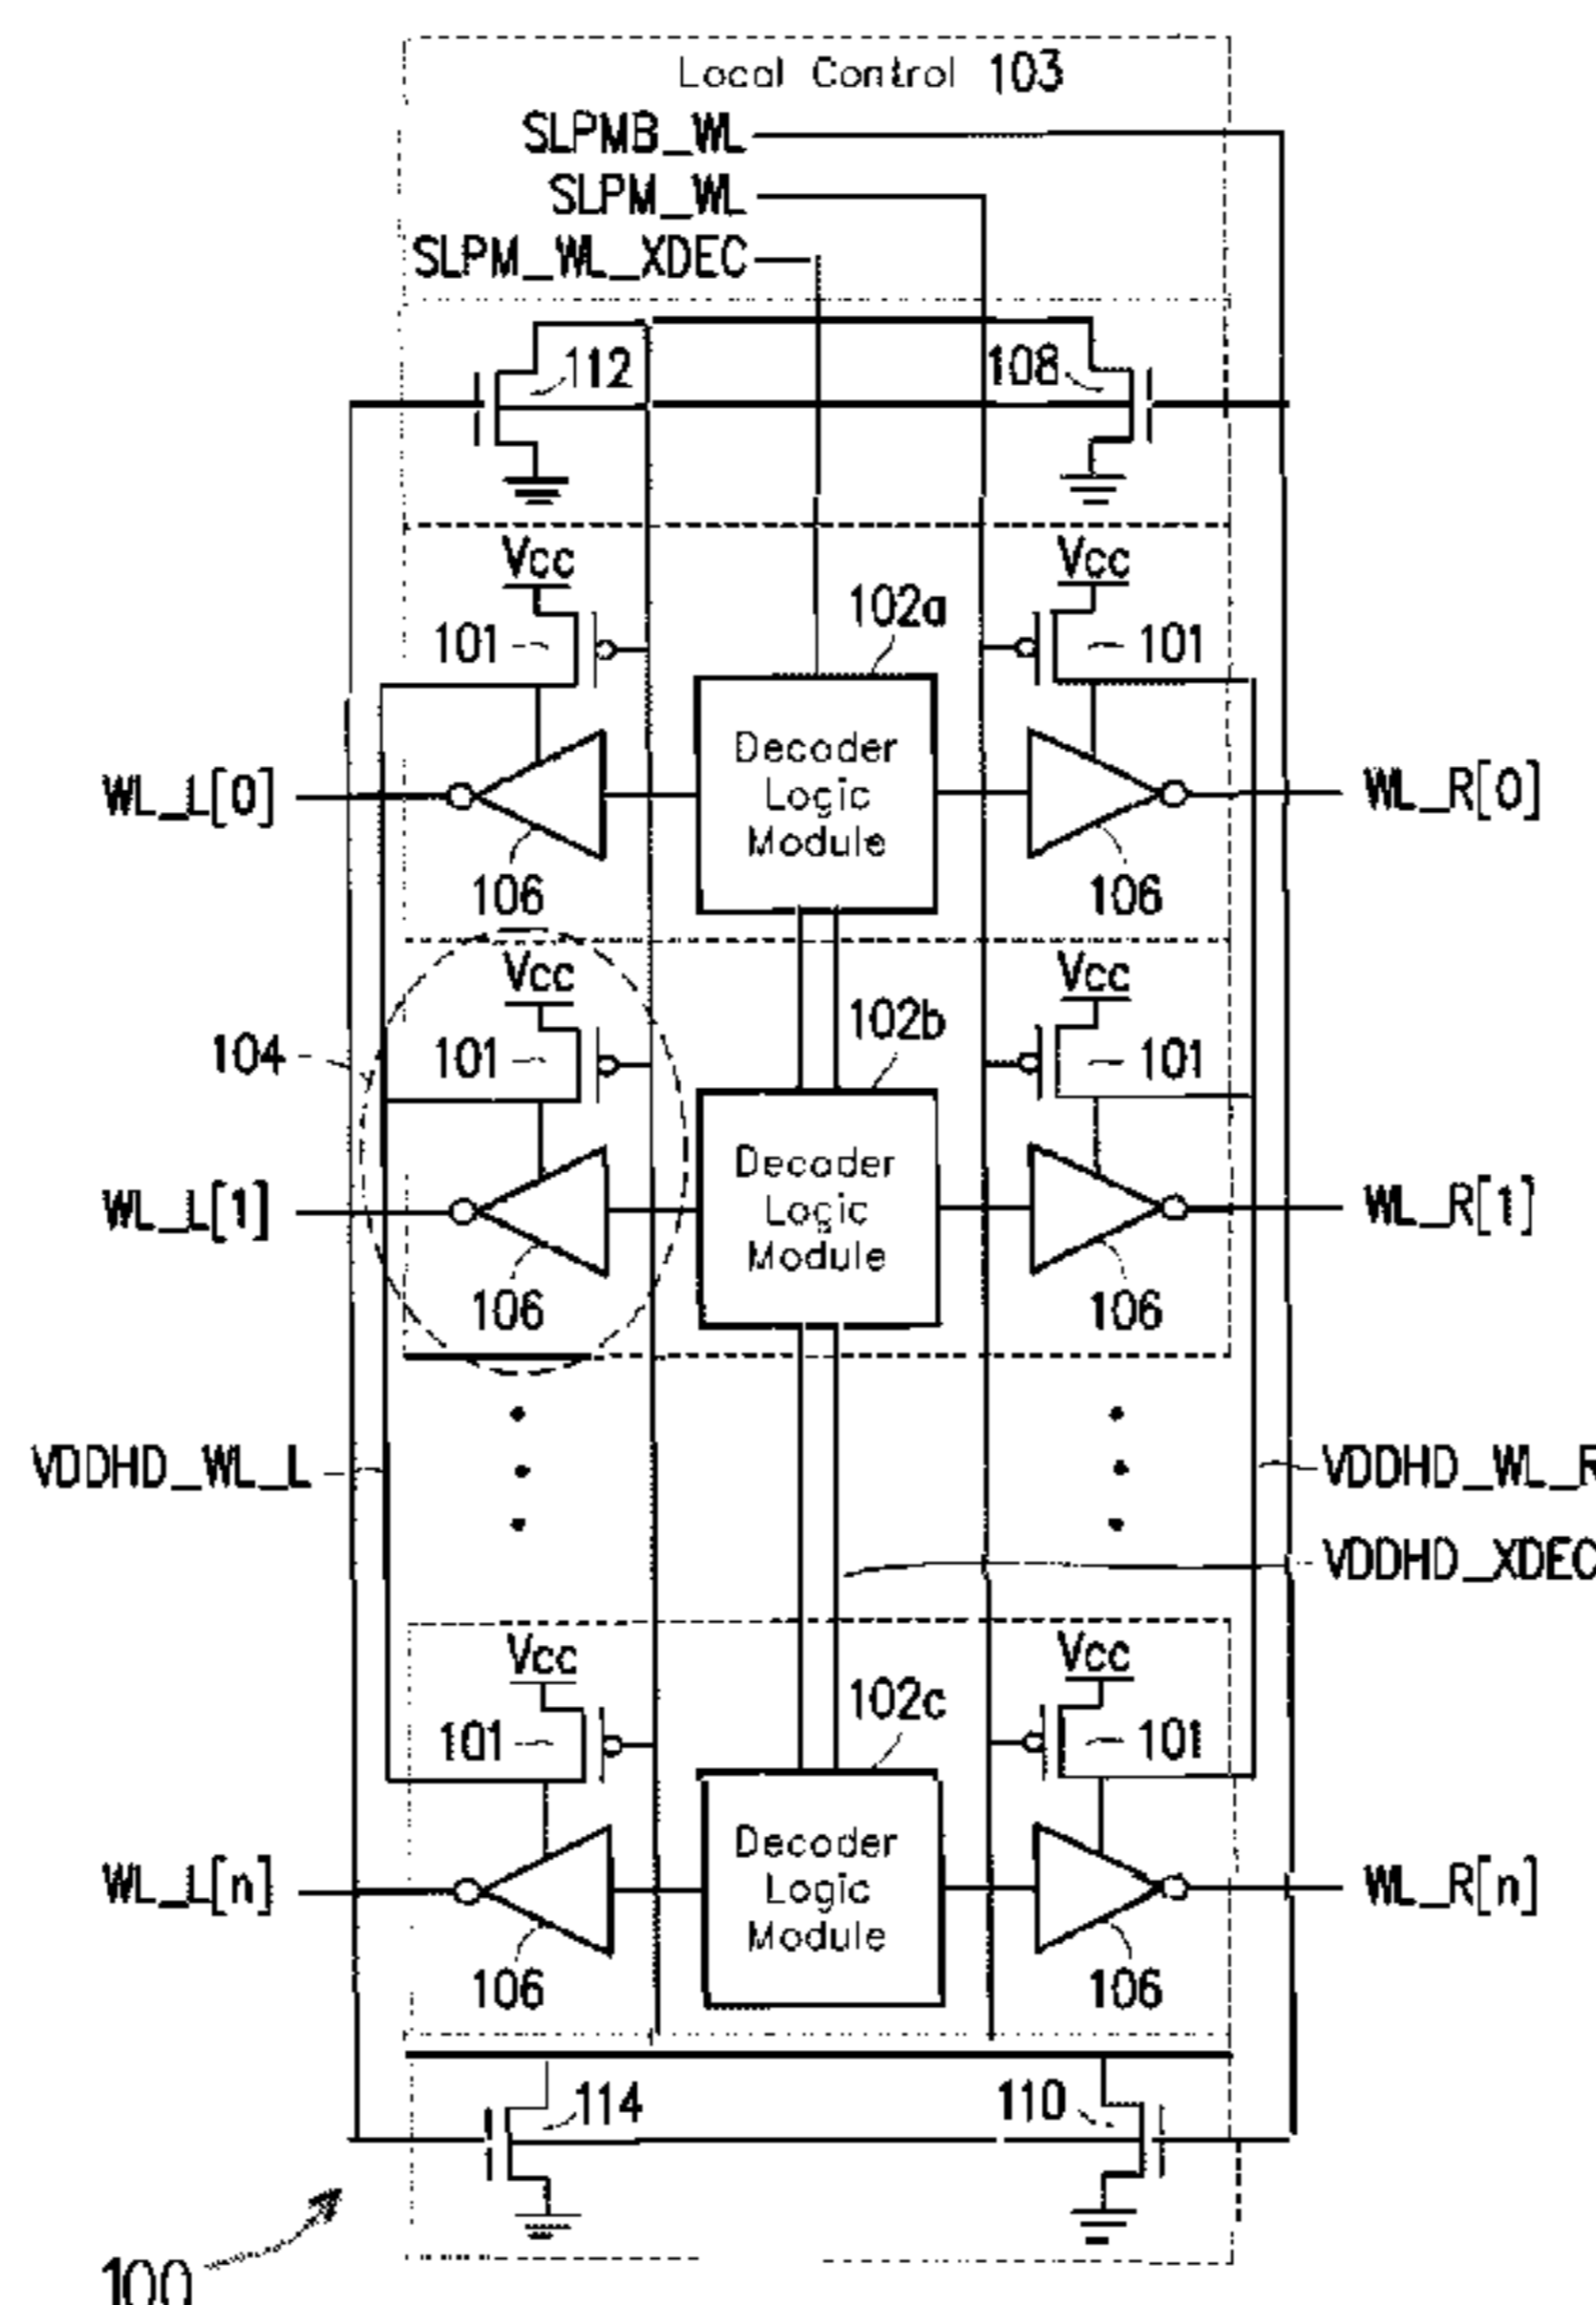 Local Control 103
SLPMB_WL
SLPM_WL
SLPM_WL_XDEC
112
108
Vcc
Vcc
101
102a
101
WL_L[0]
Decoder
Logic
Module
WL_R[0]
106
106
Vcc
Vcc
104
101
102b
101
WL_L[1]
Decoder
Logic
Module
WL_R[1]
106
106
VDDHD_WL_L
VDDHD_WL_R
VDDHD_XDEC
Vcc
Vcc
101
102c
101
WL_L[n]
Decoder
Logic
Module
WL_R[n]
106
106
114
110
100